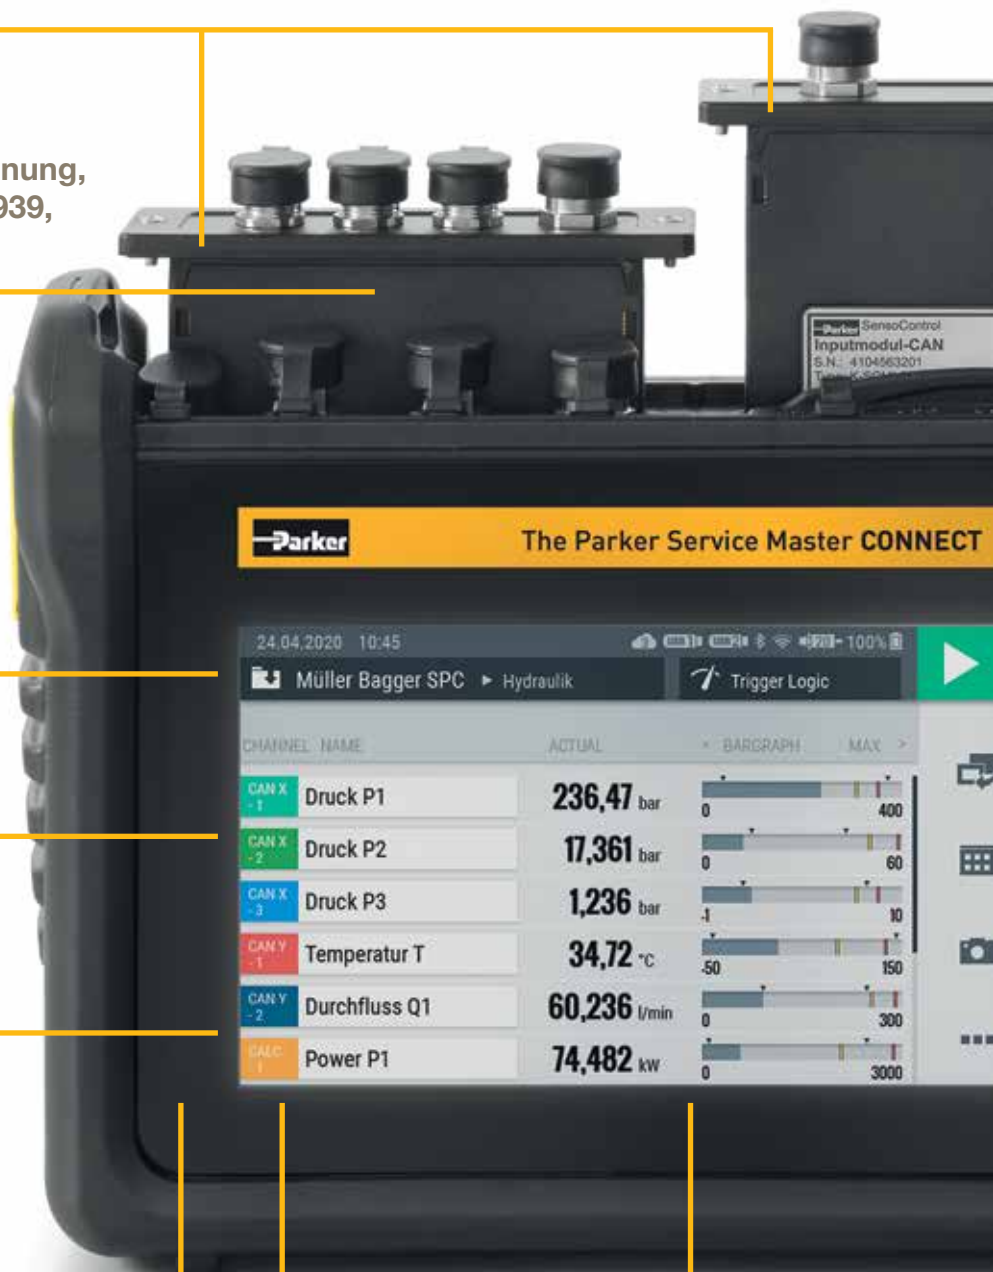 nung,
939,
Parker SensoControl
Inputmodul-CAN
S.N.: 4104563201
Parker
The Parker Service Master CONNECT
24.04.2020 10:45
100%
Müller Bagger SPC ▸ Hydraulik
Trigger Logic
CHANNEL NAME ACTUAL < BARGRAPH MAX >
CAN X - 1 Druck P1 236,47 bar 0 400
CAN X - 2 Druck P2 17,361 bar 0 60
CAN X - 3 Druck P3 1,236 bar -1 10
CAN Y - 1 Temperatur T 34,72 °C -50 150
CAN Y - 2 Durchfluss Q1 60,236 l/min 0 300
CALC - 1 Power P1 74,482 kW 0 3000